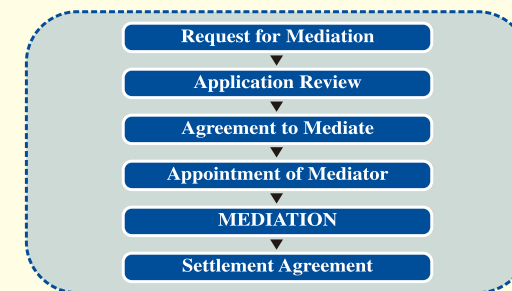 Request for Mediation
Application Review
Agreement to Mediate
Appointment of Mediator
MEDIATION
Settlement Agreement